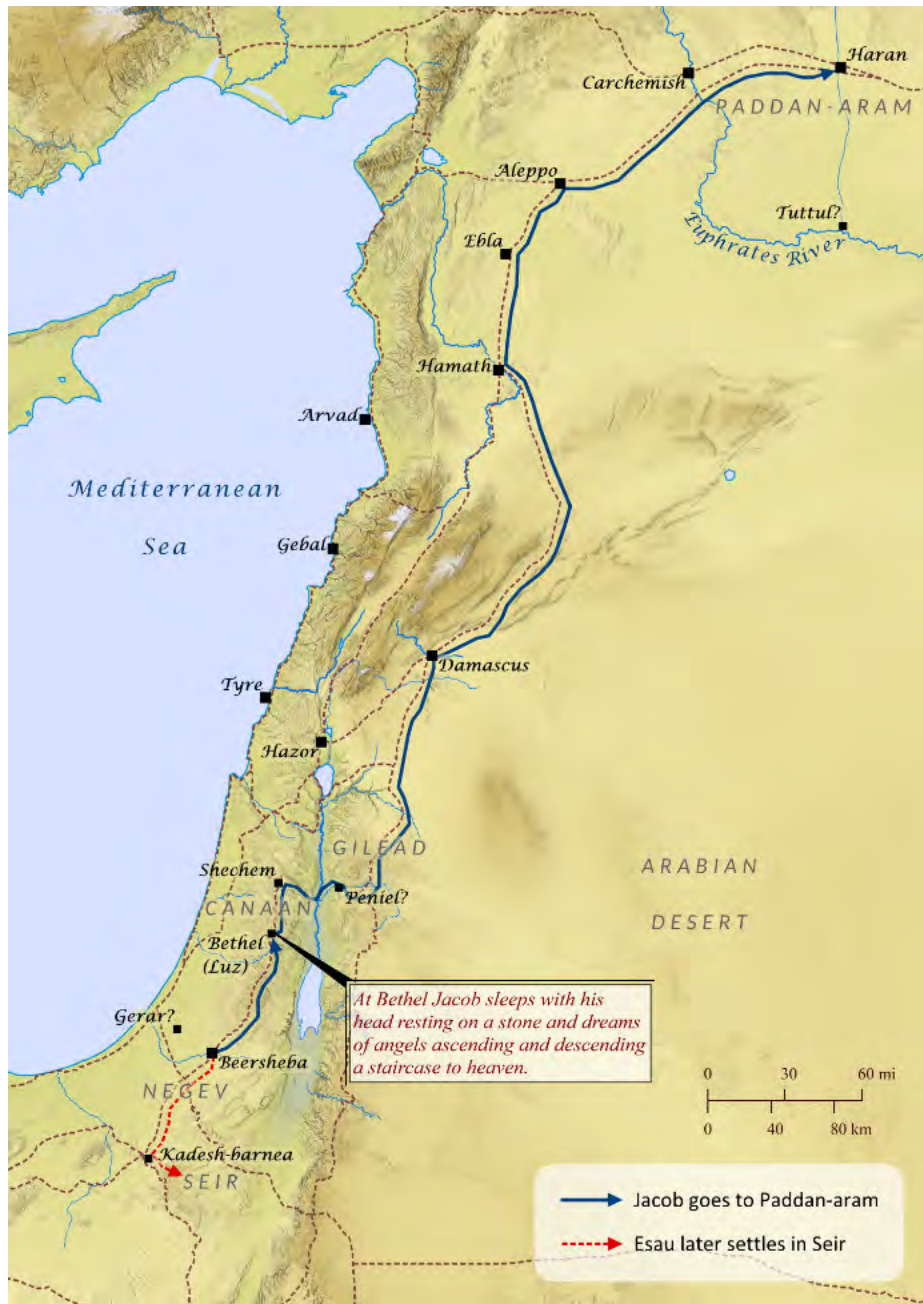 Haran
Carchemish
PADDAN-ARAM
Aleppo
Tuttul?
Euphrates River
Ebla
Hamath
Arvad
Mediterranean
Sea
Gebal
Damascus
Tyre
Hazor
GILEAD
ARABIAN
DESERT
Shechem
Peniel?
CANAAN
Bethel
(Luz)
At Bethel Jacob sleeps with his
head resting on a stone and dreams
of angels ascending and descending
a staircase to heaven.
Gerar?
Beersheba
NEGEV
0 30 60 mi
0 40 80 km
Kadesh-barnea
SEIR
Jacob goes to Paddan-aram
Esau later settles in Seir